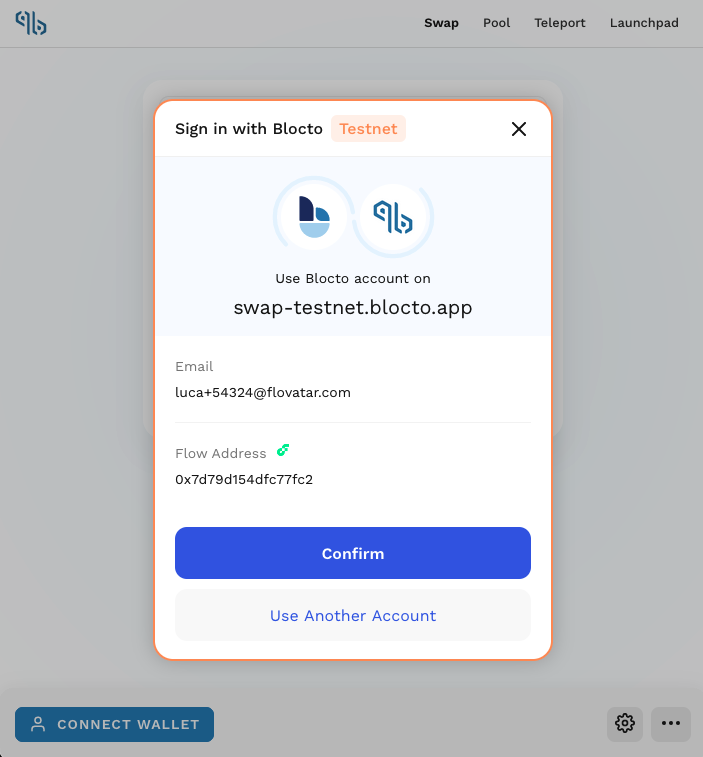 Swap Pool Teleport Launchpad
Sign in with Blocto Testnet
Use Blocto account on
swap-testnet.blocto.app
Email
luca+54324@flovatar.com
Flow Address
0x7d79d154dfc77fc2
Confirm
Use Another Account
CONNECT WALLET